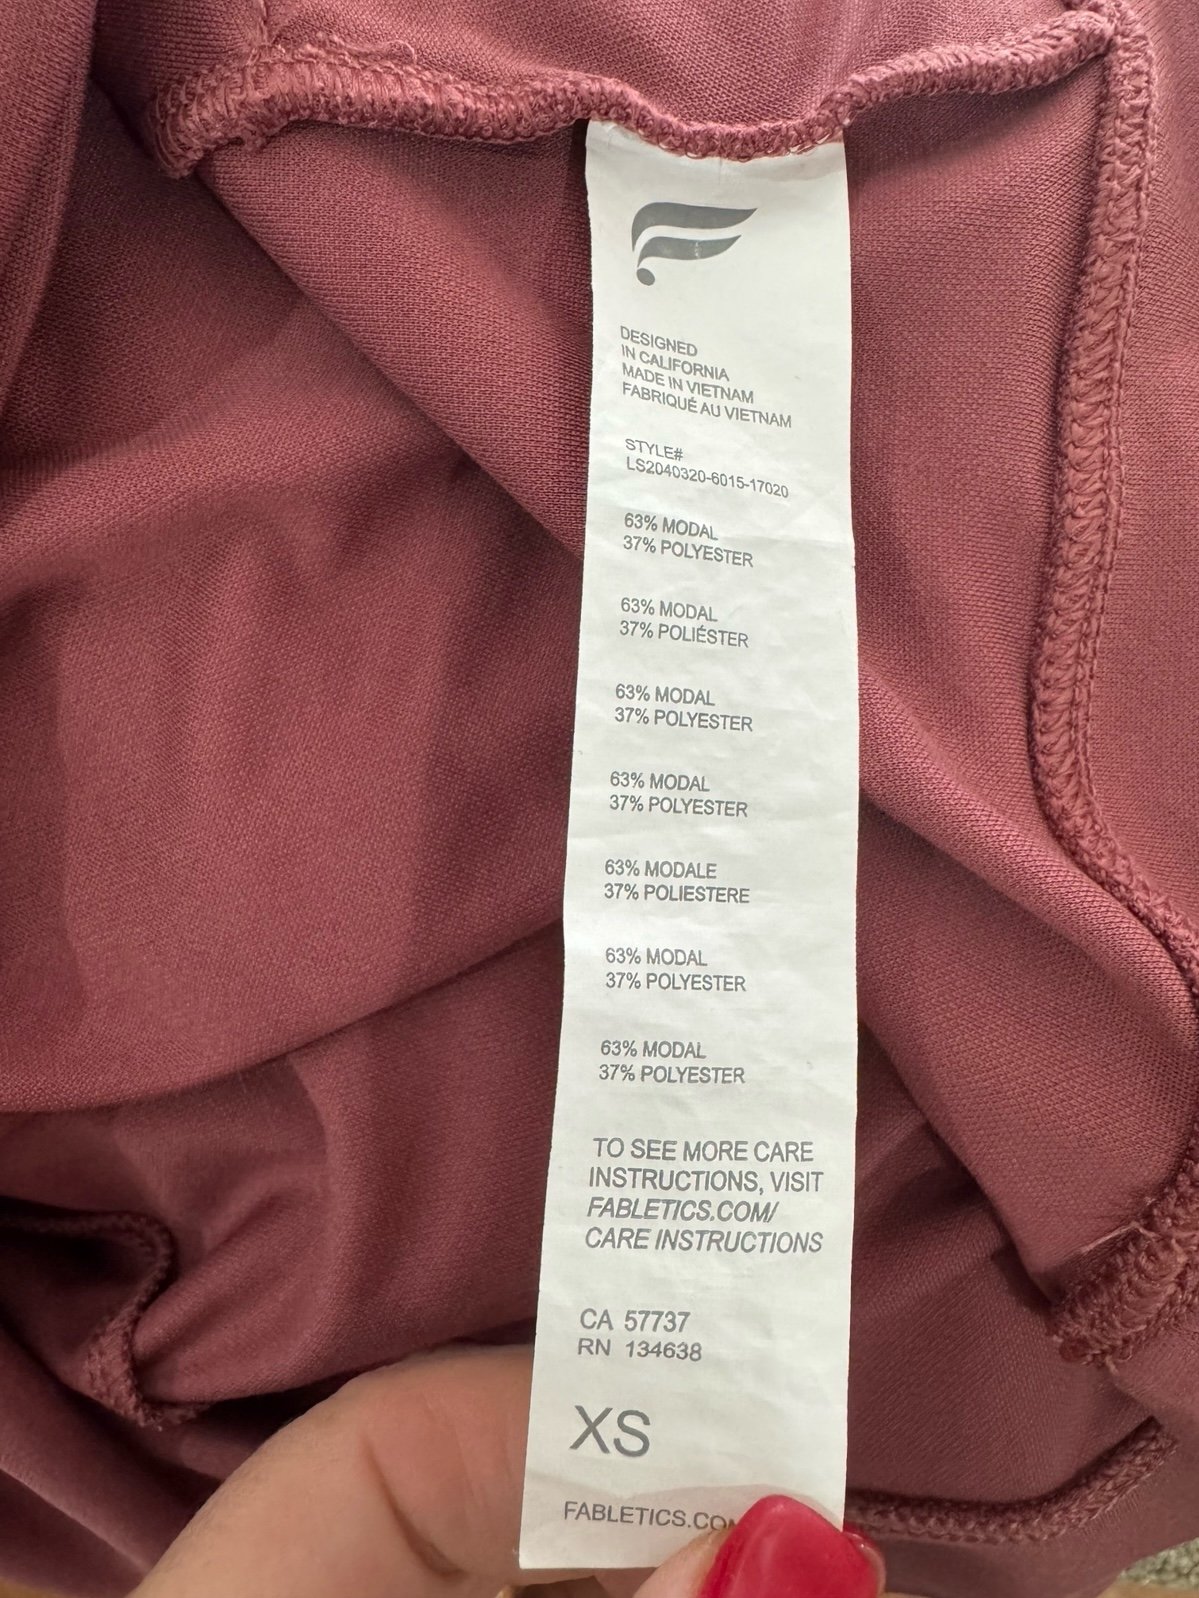 DESIGNED
IN CALIFORNIA
MADE IN VIETNAM
FABRIQUÉ AU VIETNAM
STYLE#
LS2040320-6015-17020
63% MODAL
37% POLYESTER
63% MODAL
37% POLIÉSTER
63% MODAL
37% POLYESTER
63% MODAL
37% POLYESTER
63% MODALE
37% POLIESTERE
63% MODAL
37% POLYESTER
63% MODAL
37% POLYESTER
TO SEE MORE CARE
INSTRUCTIONS, VISIT
FABLETICS.COM/
CARE INSTRUCTIONS
CA 57737
RN 134638
XS
FABLETICS.COM